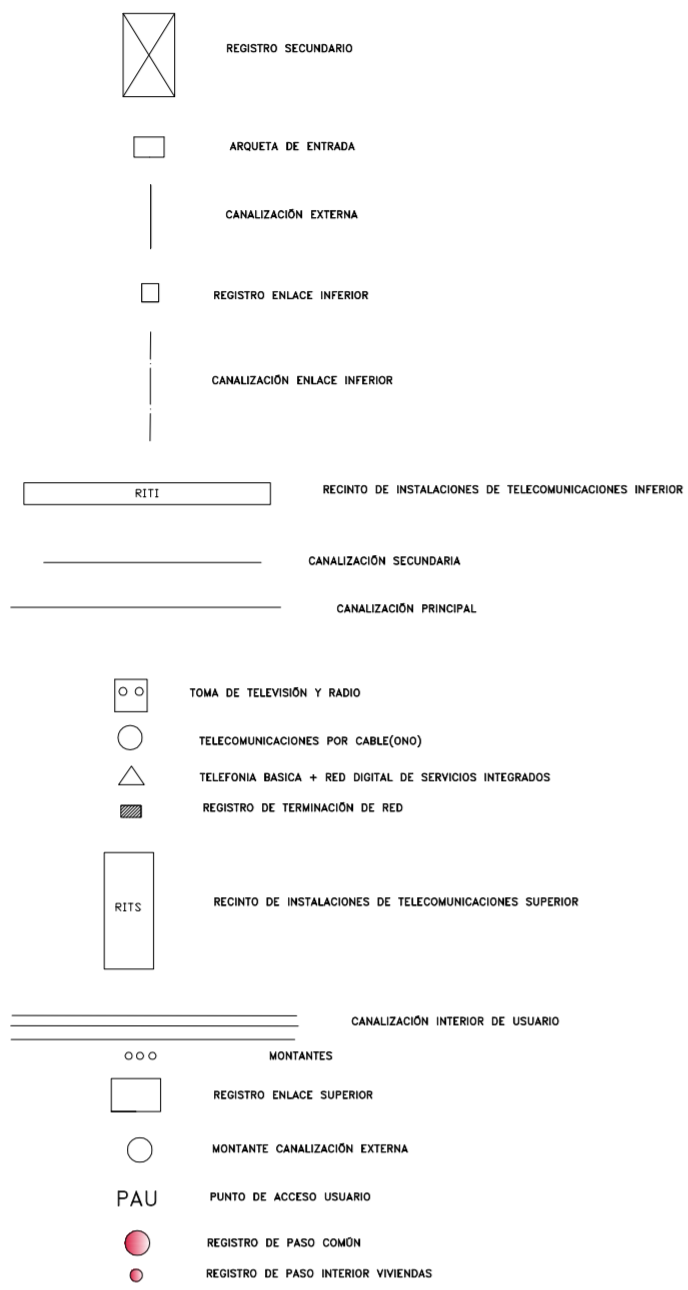 REGISTRO SECUNDARIO
ARQUETA DE ENTRADA
CANALIZACIÓN EXTERNA
REGISTRO ENLACE INFERIOR
CANALIZACIÓN ENLACE INFERIOR
RITI RECINTO DE INSTALACIONES DE TELECOMUNICACIONES INFERIOR
CANALIZACIÓN SECUNDARIA
CANALIZACIÓN PRINCIPAL
TOMA DE TELEVISIÓN Y RADIO
TELECOMUNICACIONES POR CABLE(ONO)
TELEFONIA BASICA + RED DIGITAL DE SERVICIOS INTEGRADOS
REGISTRO DE TERMINACIÓN DE RED
RITS RECINTO DE INSTALACIONES DE TELECOMUNICACIONES SUPERIOR
CANALIZACIÓN INTERIOR DE USUARIO
MONTANTES
REGISTRO ENLACE SUPERIOR
MONTANTE CANALIZACIÓN EXTERNA
PAU PUNTO DE ACCESO USUARIO
REGISTRO DE PASO COMÚN
REGISTRO DE PASO INTERIOR VIVIENDAS